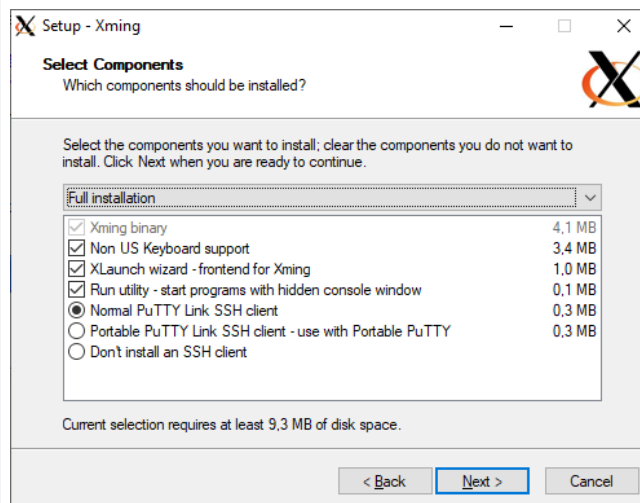 Setup - Xming
Select Components
Which components should be installed?
Select the components you want to install; clear the components you do not want to
install. Click Next when you are ready to continue.
Full installation
Xming binary 4,1 MB
Non US Keyboard support 3,4 MB
XLaunch wizard - frontend for Xming 1,0 MB
Run utility - start programs with hidden console window 0,1 MB
Normal PuTTY Link SSH client 0,3 MB
Portable PuTTY Link SSH client - use with Portable PuTTY 0,3 MB
Don't install an SSH client
Current selection requires at least 9,3 MB of disk space.
< Back Next > Cancel